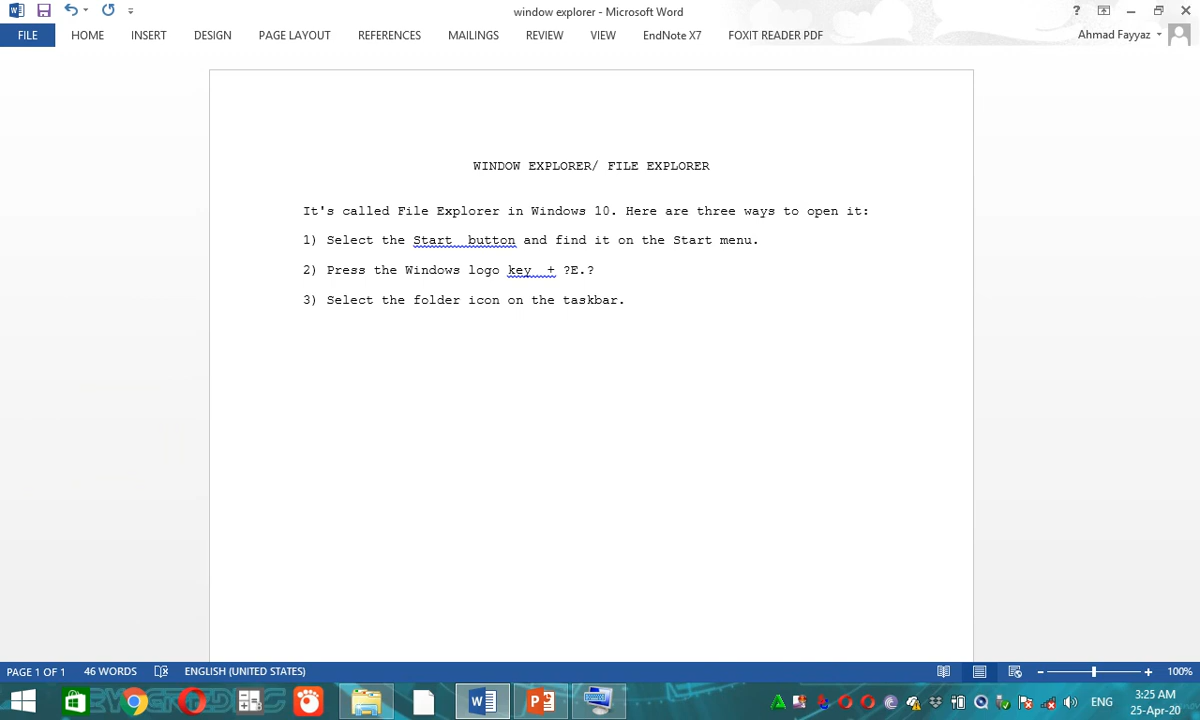 window explorer - Microsoft Word
?
FILE HOME INSERT DESIGN PAGE LAYOUT REFERENCES MAILINGS REVIEW VIEW EndNote X7 FOXIT READER PDF Ahmad Fayyaz
WINDOW EXPLORER/ FILE EXPLORER
It's called File Explorer in Windows 10. Here are three ways to open it:
1) Select the Start  button and find it on the Start menu.
2) Press the Windows logo key  + ?E.?
3) Select the folder icon on the taskbar.
PAGE 1 OF 1 46 WORDS ENGLISH (UNITED STATES) - + 100%
ENG
3:25 AM
25-Apr-20